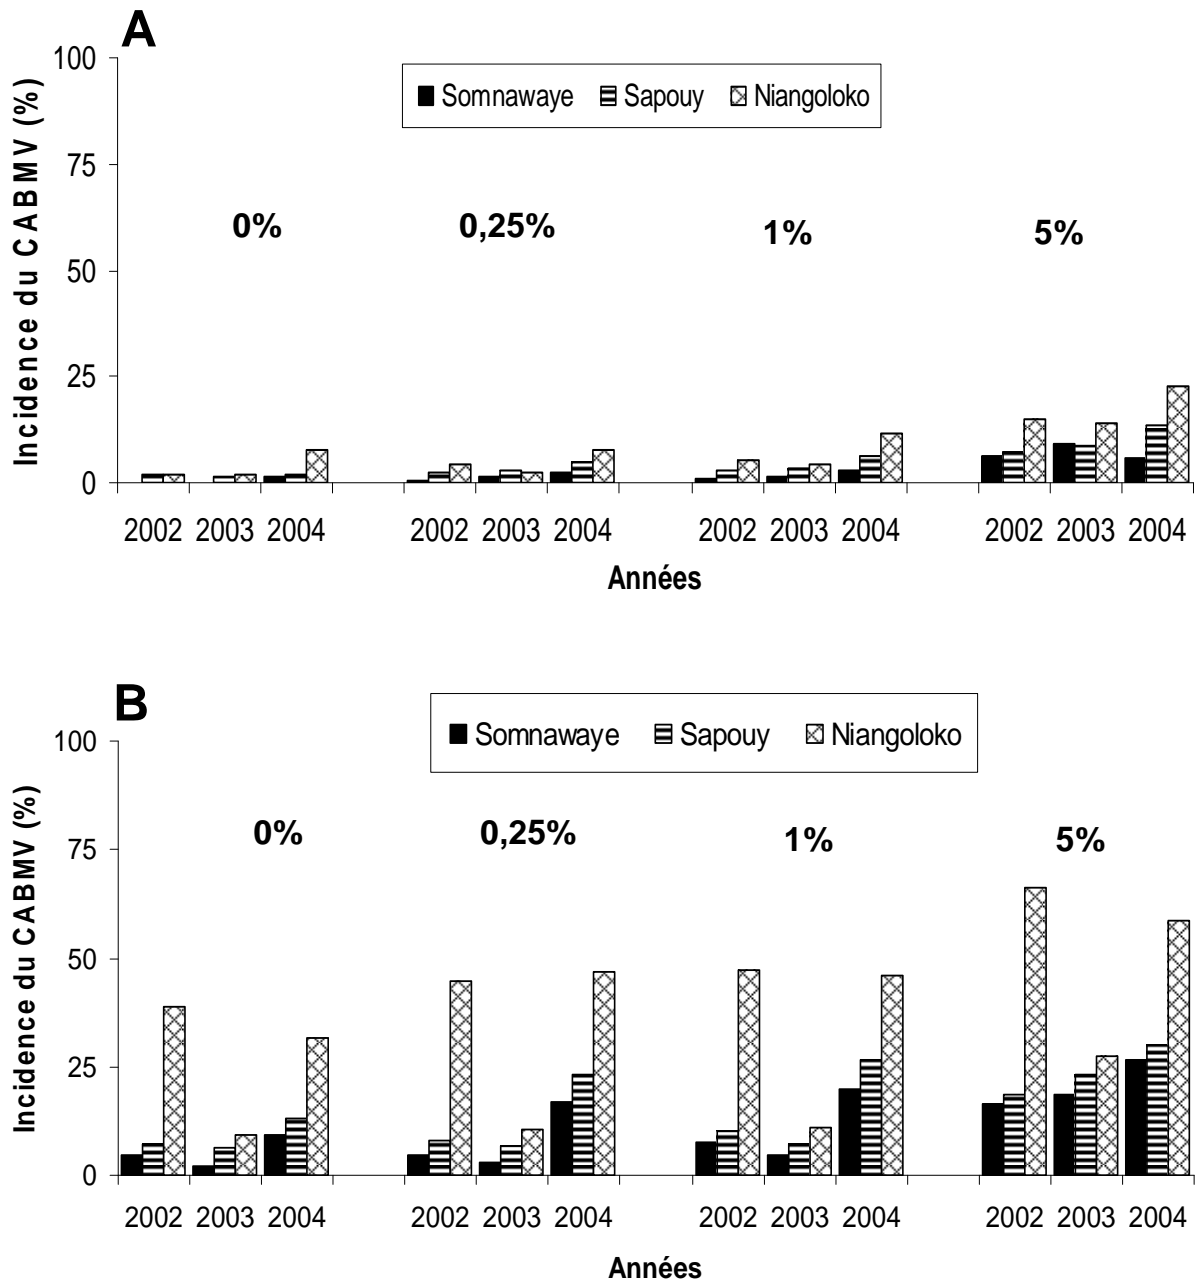 A
Incidence du CABMV (%)
100
75
50
25
0
Somnawaye Sapouy Niangoloko
0% 0,25% 1% 5%
2002 2003 2004 2002 2003 2004 2002 2003 2004 2002 2003 2004
Années
B
Incidence du CABMV (%)
100
75
50
25
0
Somnawaye Sapouy Niangoloko
0% 0,25% 1% 5%
2002 2003 2004 2002 2003 2004 2002 2003 2004 2002 2003 2004
Années